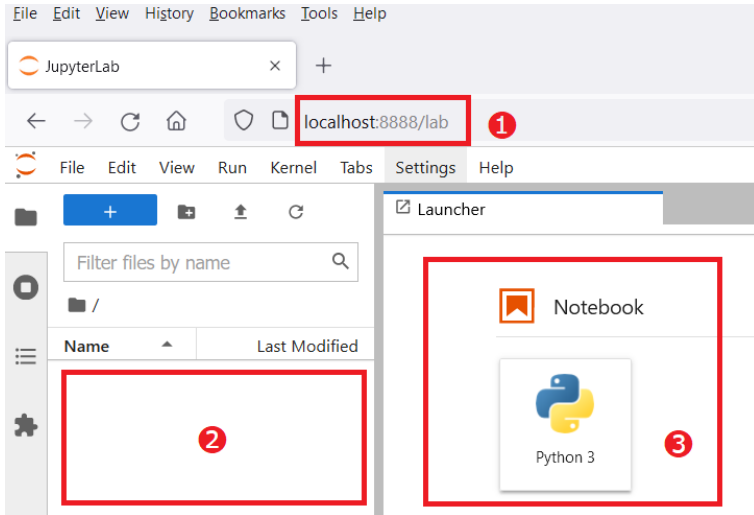 File Edit View History Bookmarks Tools Help
JupyterLab
localhost:8888/lab
1
File Edit View Run Kernel Tabs Settings Help
Launcher
Filter files by name
/
Name Last Modified
Notebook
2
Python 3
3